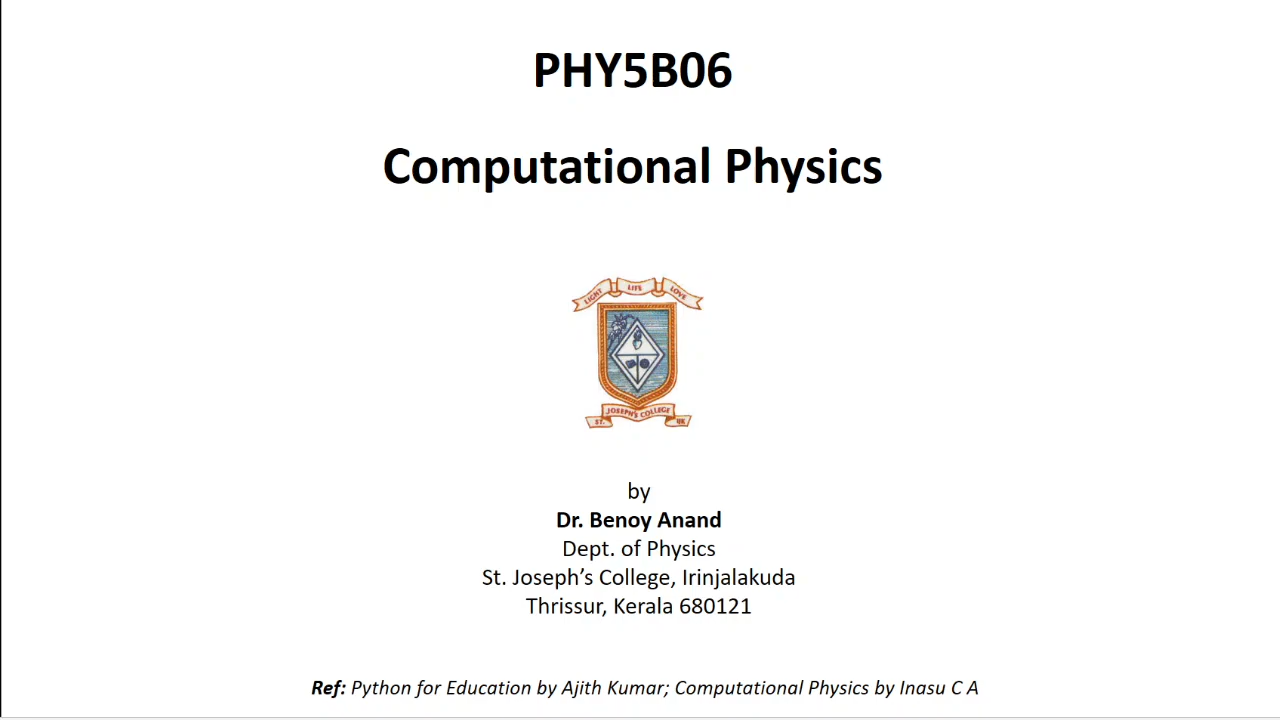 PHY5B06
Computational Physics
LIGHT LIFE LOVE
JOSEPH'S COLLEGE
ST. IJK
by
Dr. Benoy Anand
Dept. of Physics
St. Joseph’s College, Irinjalakuda
Thrissur, Kerala 680121
Ref: Python for Education by Ajith Kumar; Computational Physics by Inasu C A